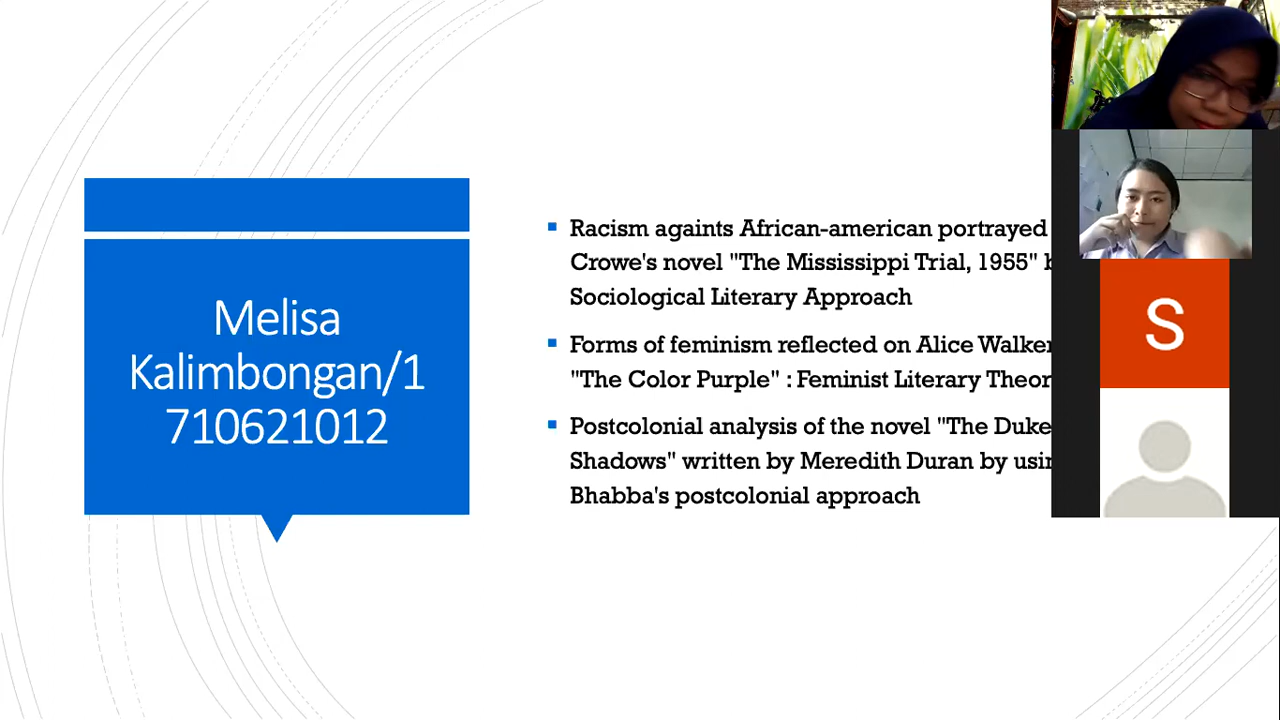 Melisa
Kalimbongan/1
710621012
Racism againts African-american portrayed
Crowe's novel "The Mississippi Trial, 1955"
Sociological Literary Approach
Forms of feminism reflected on Alice Walker
"The Color Purple" : Feminist Literary Theor
Postcolonial analysis of the novel "The Duke
Shadows" written by Meredith Duran by usin
Bhabba's postcolonial approach
S